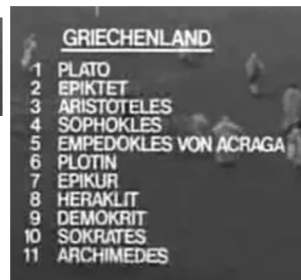 GRIECHENLAND
1 PLATO
2 EPIKTET
3 ARISTOTELES
4 SOPHOKLES
5 EMPEDOKLES VON ACRAGA
6 PLOTIN
7 EPIKUR
8 HERAKLIT
9 DEMOKRIT
10 SOKRATES
11 ARCHIMEDES